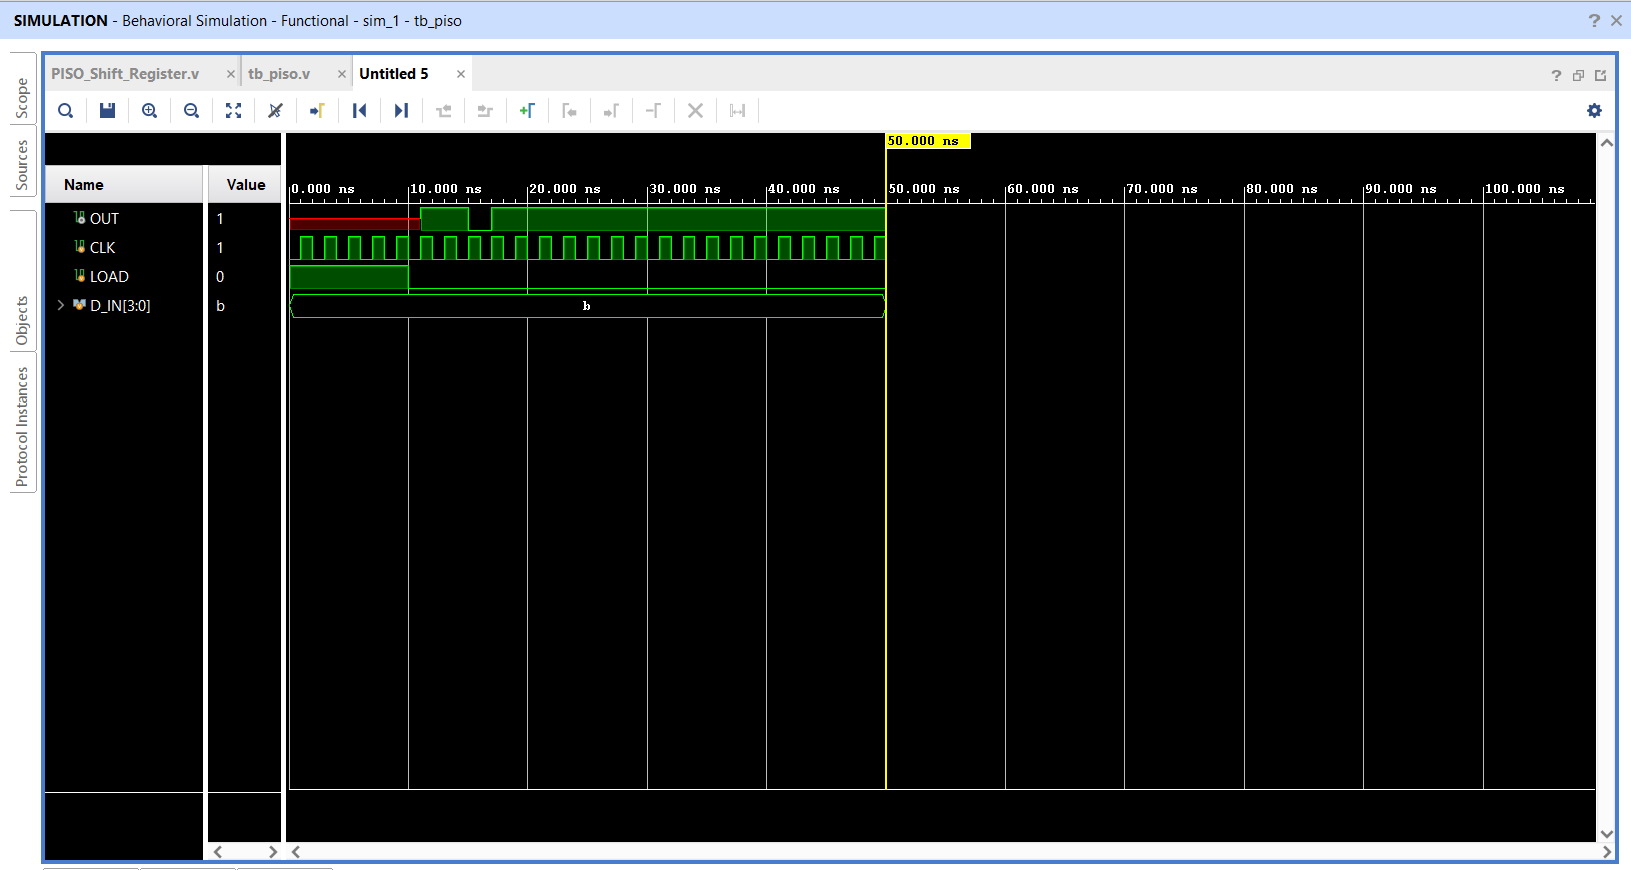 SIMULATION - Behavioral Simulation - Functional - sim_1 - tb_piso
? ×
Scope
Sources
Objects
Protocol Instances
PISO_Shift_Register.v ×
tb_piso.v ×
Untitled 5 ×
?
50.000 ns
Name Value
0.000 ns 10.000 ns 20.000 ns 30.000 ns 40.000 ns 50.000 ns 60.000 ns 70.000 ns 80.000 ns 90.000 ns 100.000 ns
OUT 1
CLK 1
LOAD 0
D_IN[3:0] b b